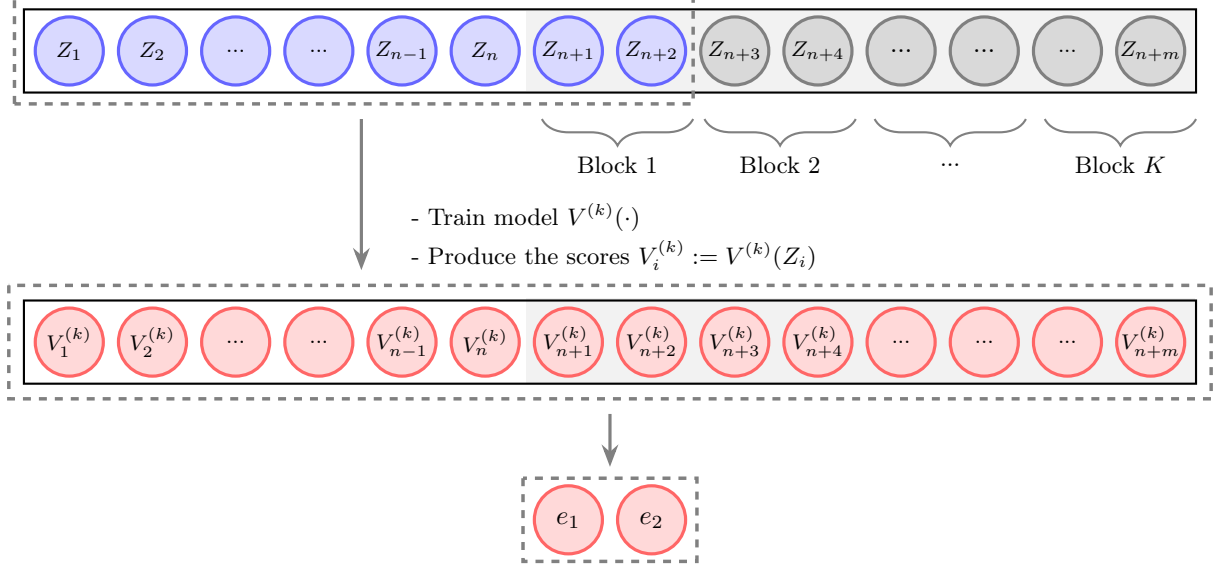 Z_1 Z_2 ... ... Z_{n-1} Z_n Z_{n+1} Z_{n+2} Z_{n+3} Z_{n+4} ... ... ... Z_{n+m}
Block 1 Block 2 ... Block K
- Train model V^{(k)}(·)
- Produce the scores V_i^{(k)} := V^{(k)}(Z_i)
V_1^{(k)} V_2^{(k)} ... ... V_{n-1}^{(k)} V_n^{(k)} V_{n+1}^{(k)} V_{n+2}^{(k)} V_{n+3}^{(k)} V_{n+4}^{(k)} ... ... ... V_{n+m}^{(k)}
e_1 e_2